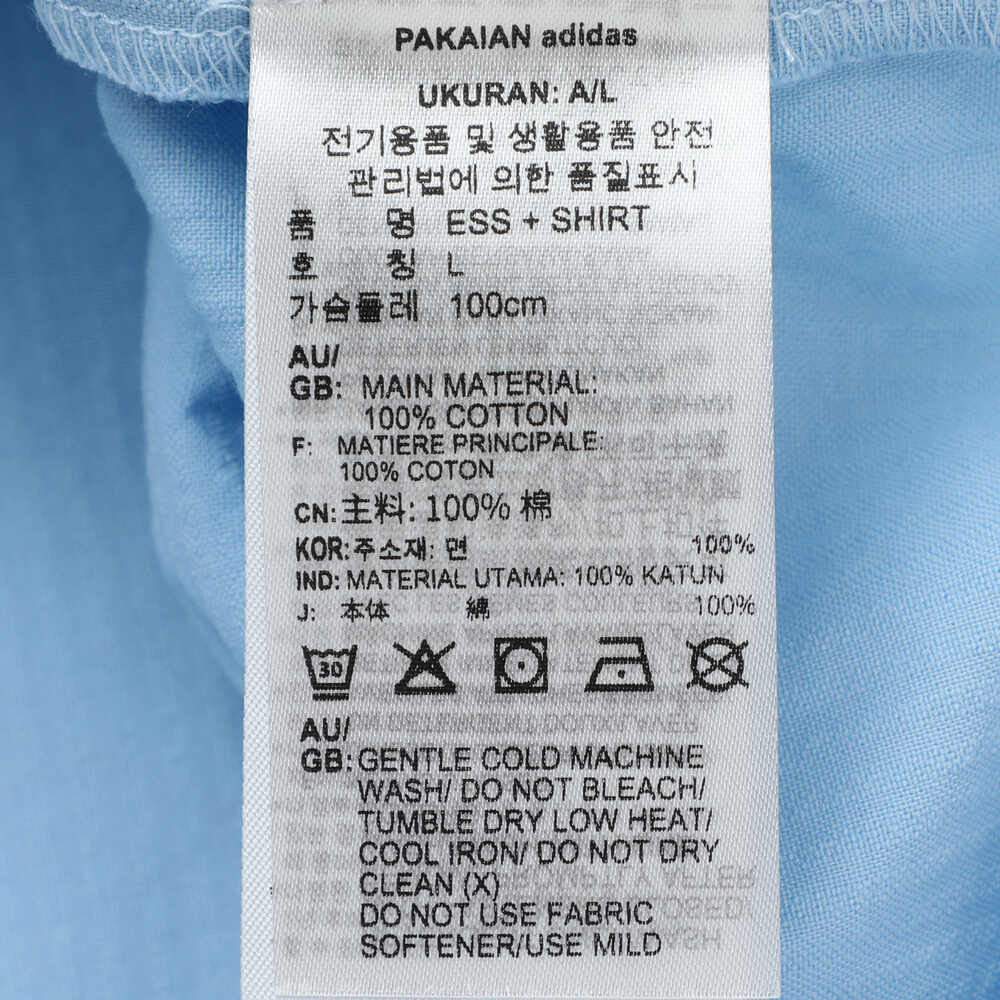 PAKAIAN adidas
UKURAN: A/L
전기용품 및 생활용품 안전
관리법에 의한 품질표시
품 명 ESS + SHIRT
호 칭 L
가슴둘레 100cm
AU/
GB: MAIN MATERIAL:
100% COTTON
F: MATIERE PRINCIPALE:
100% COTON
CN: 主料: 100% 棉
KOR: 주소재: 면 100%
IND: MATERIAL UTAMA: 100% KATUN
J: 本体 綿 100%
30
AU/
GB: GENTLE COLD MACHINE
WASH/ DO NOT BLEACH/
TUMBLE DRY LOW HEAT/
COOL IRON/ DO NOT DRY
CLEAN (X)
DO NOT USE FABRIC
SOFTENER/USE MILD